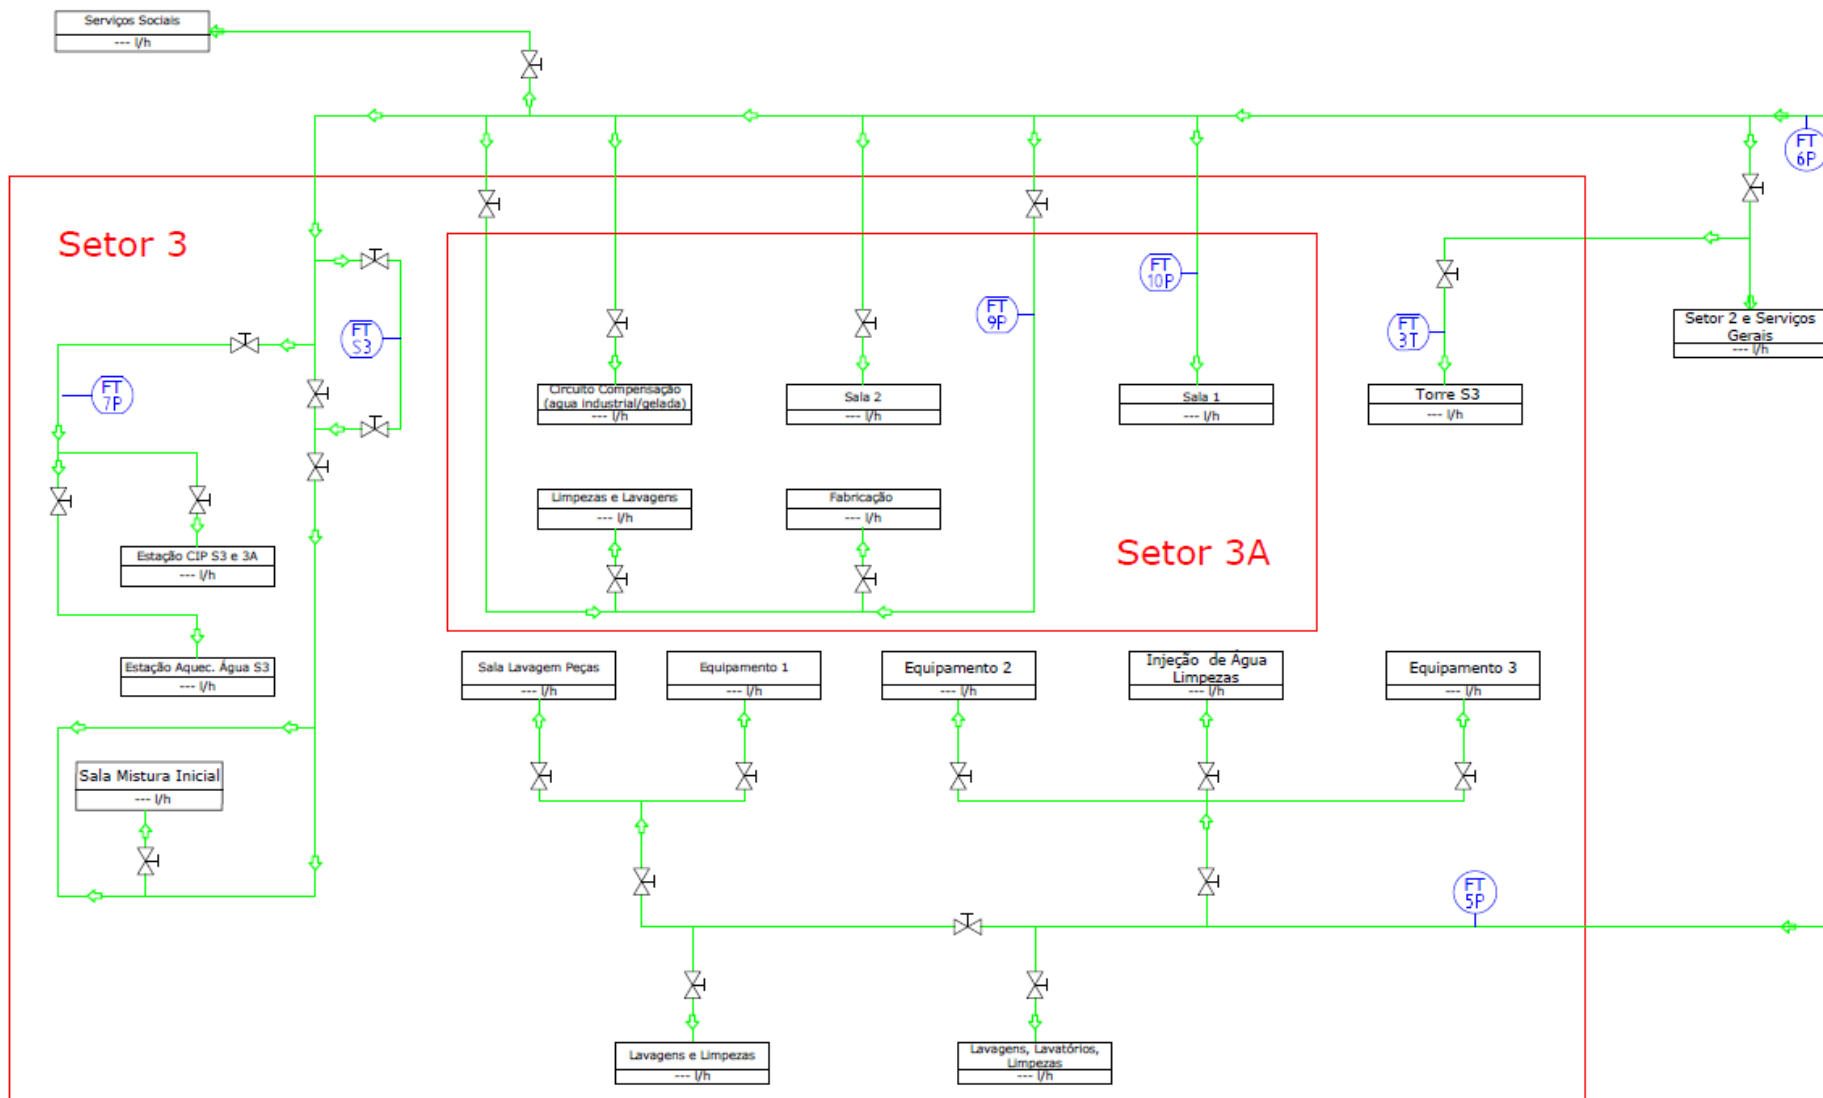 Serviços Sociais
--- l/h
FT
6P
Setor 3
FT
S3
FT
7P
FT
9P
FT
10P
FT
3T
Setor 2 e Serviços
Gerais
--- l/h
Circuito Compensação
(agua industrial/gelada)
--- l/h
Sala 2
--- l/h
Sala 1
--- l/h
Torre S3
--- l/h
Limpezas e Lavagens
--- l/h
Fabricação
--- l/h
Setor 3A
Estação CIP S3 e 3A
--- l/h
Estação Aquec. Água S3
--- l/h
Sala Lavagem Peças
--- l/h
Equipamento 1
--- l/h
Equipamento 2
--- l/h
Injeção de Água
Limpezas
--- l/h
Equipamento 3
--- l/h
Sala Mistura Inicial
--- l/h
FT
5P
Lavagens e Limpezas
--- l/h
Lavagens, Lavatórios,
Limpezas
--- l/h